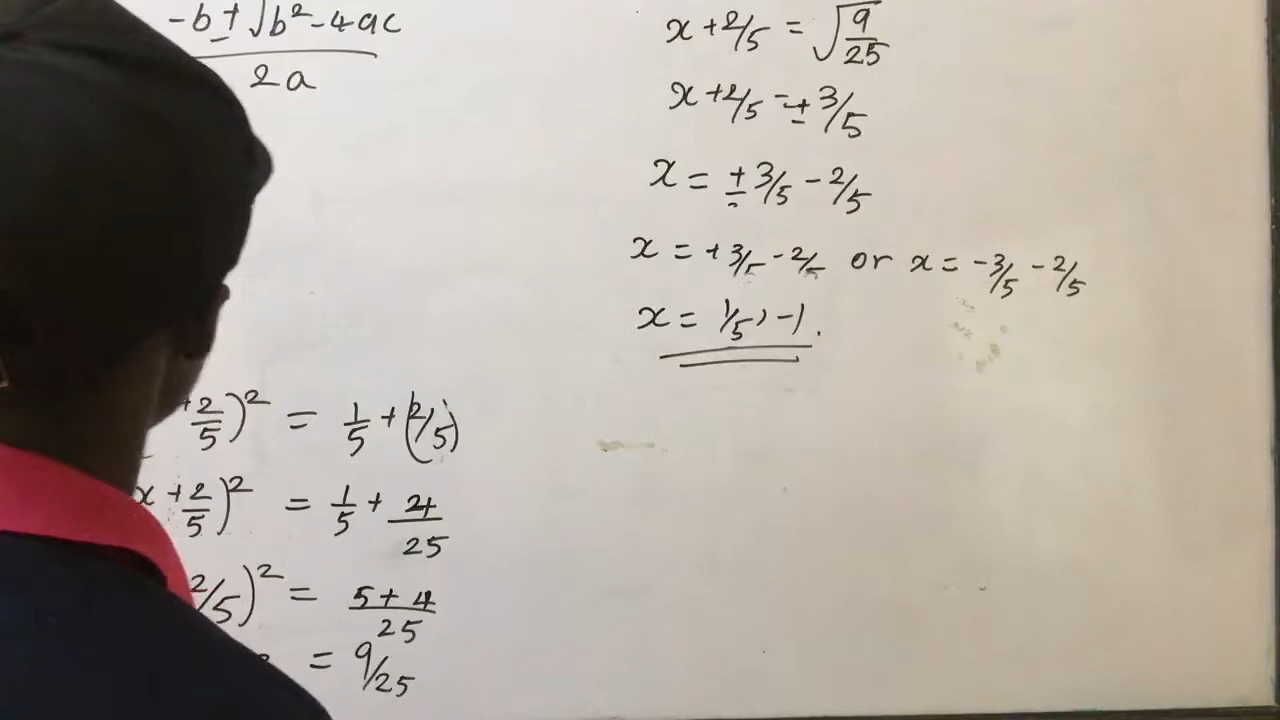 -b ± √b² - 4ac
2a
+2/5)² = 1/5 + (2/5)
x + 2/5)² = 1/5 + 4/25
2/5)² = 5+4/25
= 9/25
x + 2/5 = √9/25
x + 2/5 = ± 3/5
x = ± 3/5 - 2/5
x = + 3/5 - 2/5 or x = -3/5 - 2/5
x = 1/5, -1.